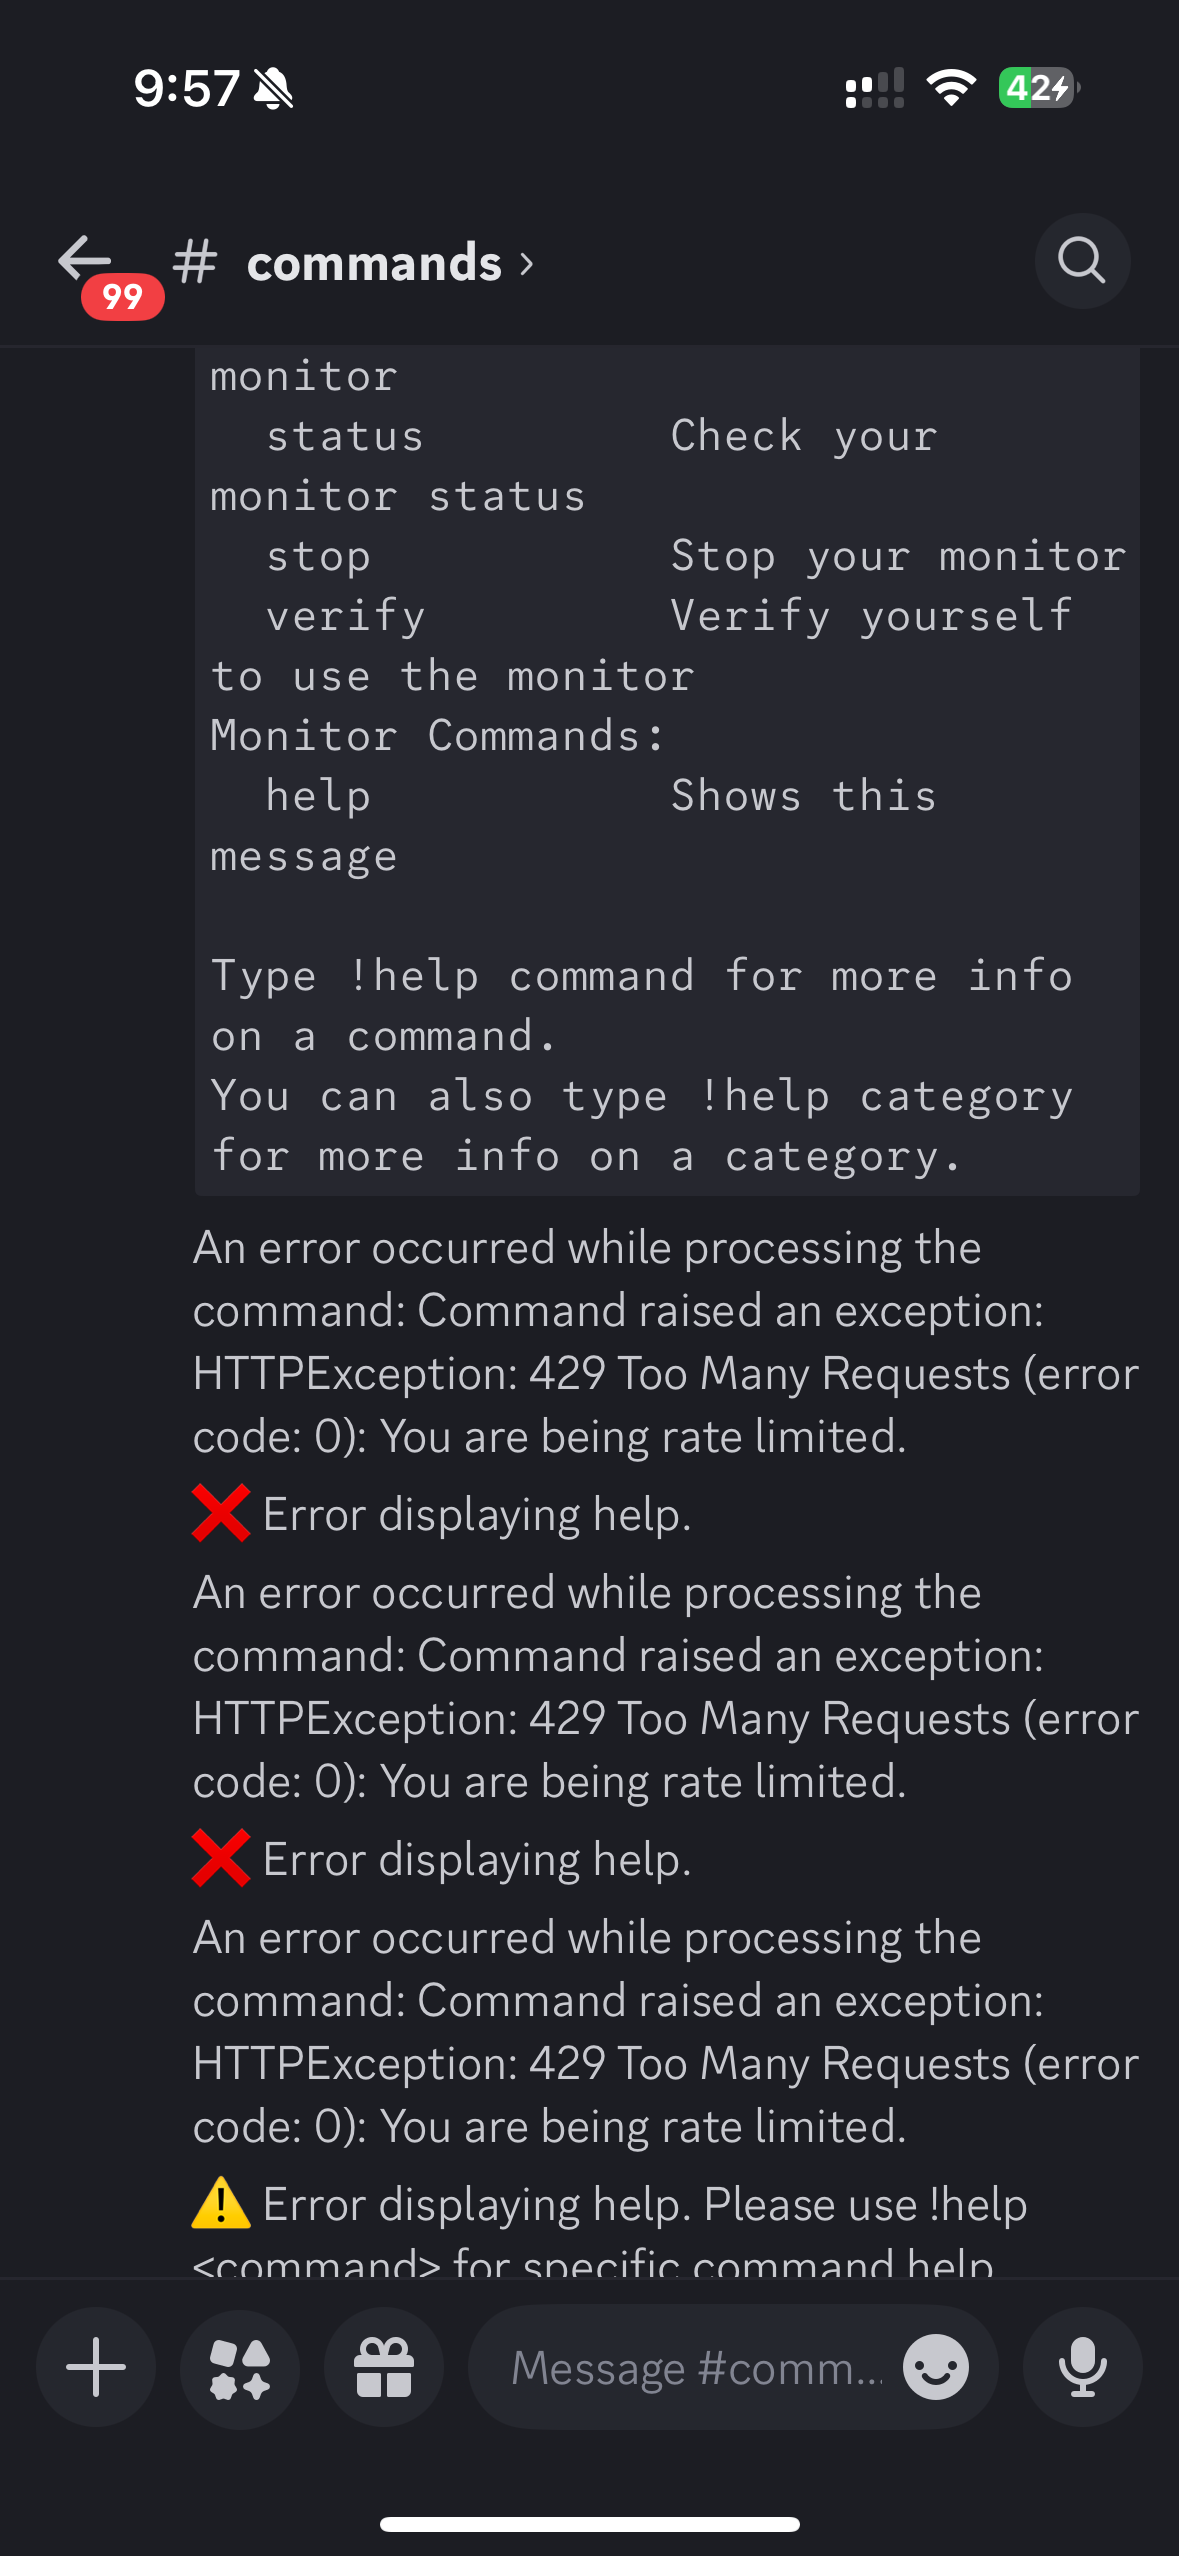 9:57
42
99
# commands ›
monitor
status Check your
monitor status
stop Stop your monitor
verify Verify yourself
to use the monitor
Monitor Commands:
help Shows this
message
Type !help command for more info
on a command.
You can also type !help category
for more info on a category.
An error occurred while processing the
command: Command raised an exception:
HTTPException: 429 Too Many Requests (error
code: 0): You are being rate limited.
❌ Error displaying help.
An error occurred while processing the
command: Command raised an exception:
HTTPException: 429 Too Many Requests (error
code: 0): You are being rate limited.
❌ Error displaying help.
An error occurred while processing the
command: Command raised an exception:
HTTPException: 429 Too Many Requests (error
code: 0): You are being rate limited.
⚠️ Error displaying help. Please use !help
<command> for specific command help
Message #comm...